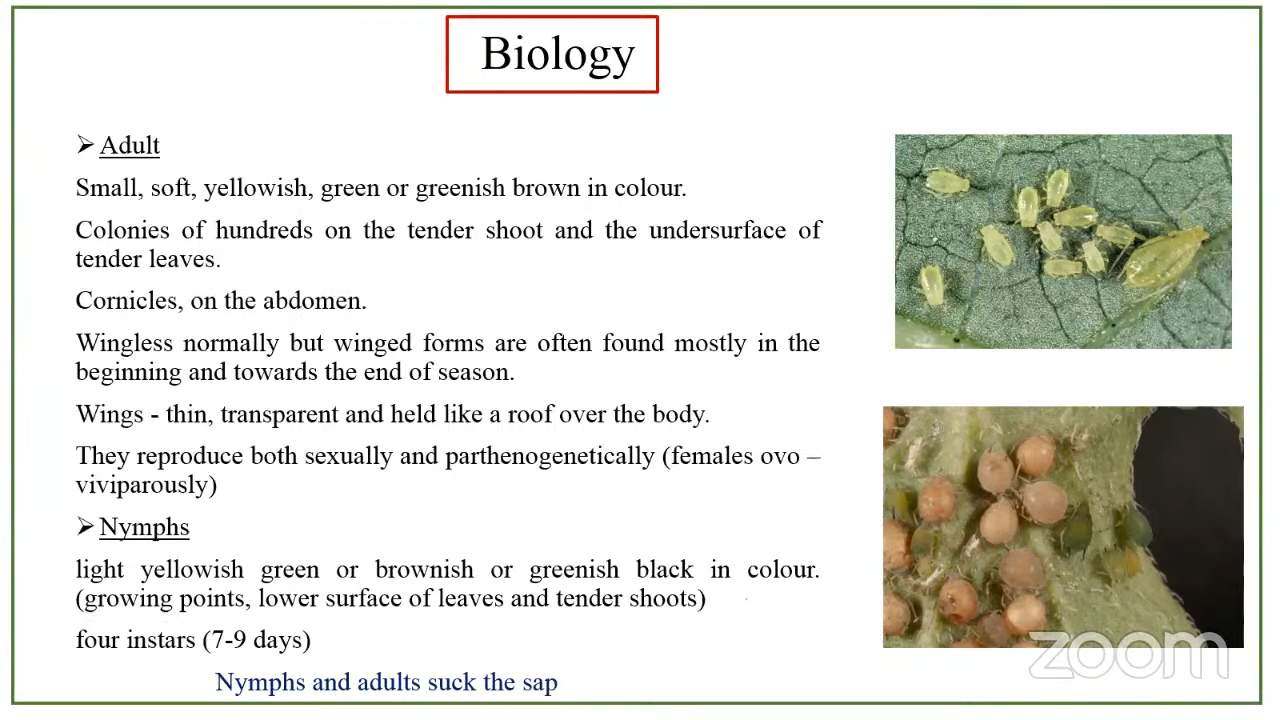 Biology
➢ Adult
Small, soft, yellowish, green or greenish brown in colour.
Colonies of hundreds on the tender shoot and the undersurface of
tender leaves.
Cornicles, on the abdomen.
Wingless normally but winged forms are often found mostly in the
beginning and towards the end of season.
Wings - thin, transparent and held like a roof over the body.
They reproduce both sexually and parthenogenetically (females ovo –
viviparously)
➢ Nymphs
light yellowish green or brownish or greenish black in colour.
(growing points, lower surface of leaves and tender shoots)
four instars (7-9 days)
Nymphs and adults suck the sap
zoom